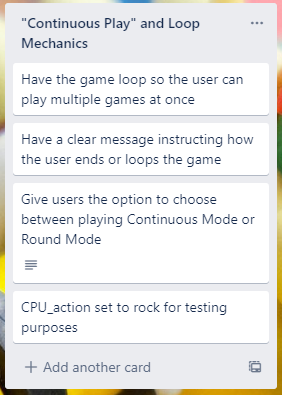 "Continuous Play" and Loop
Mechanics
Have the game loop so the user can
play multiple games at once
Have a clear message instructing how
the user ends or loops the game
Give users the option to choose
between playing Continuous Mode or
Round Mode
CPU_action set to rock for testing
purposes
Add another card